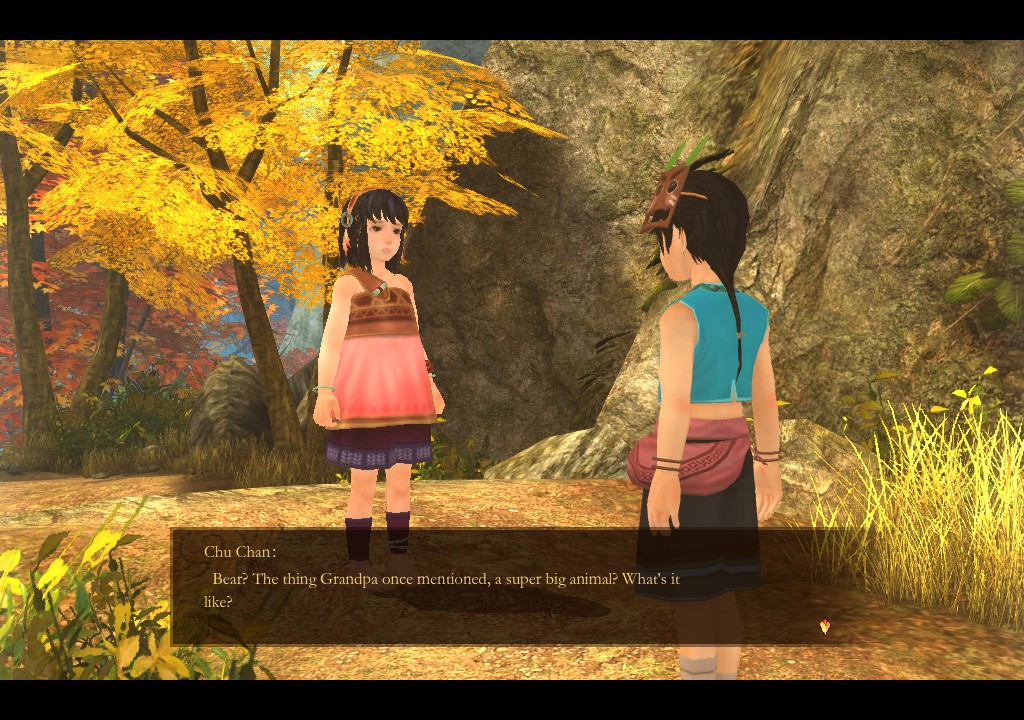 Chu Chan:
Bear? The thing Grandpa once mentioned, a super big animal? What's it
like?